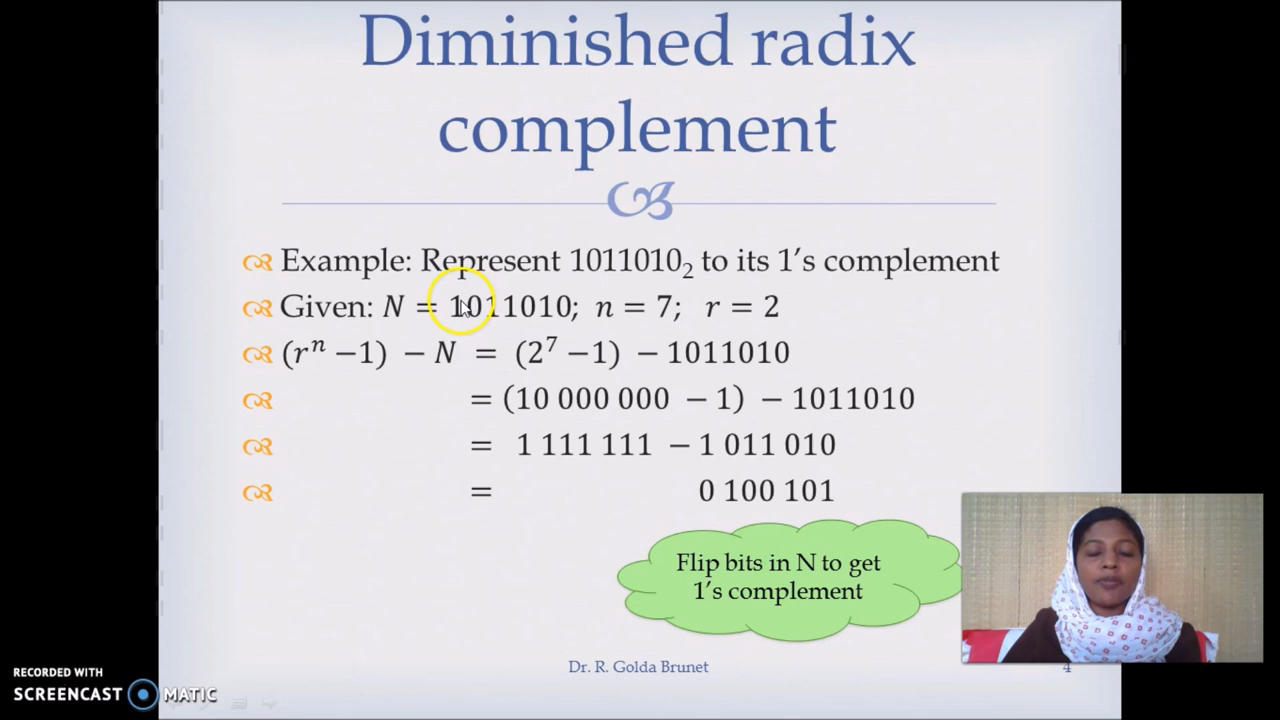 Diminished radix
complement
Example: Represent 1011010₂ to its 1’s complement
Given: N = 1011010; n = 7; r = 2
(rⁿ −1) − N = (2⁷ −1) − 1011010
= (10 000 000 − 1) − 1011010
= 1 111 111 − 1 011 010
= 0 100 101
Flip bits in N to get
1’s complement
Dr. R. Golda Brunet
4
RECORDED WITH
SCREENCAST MATIC